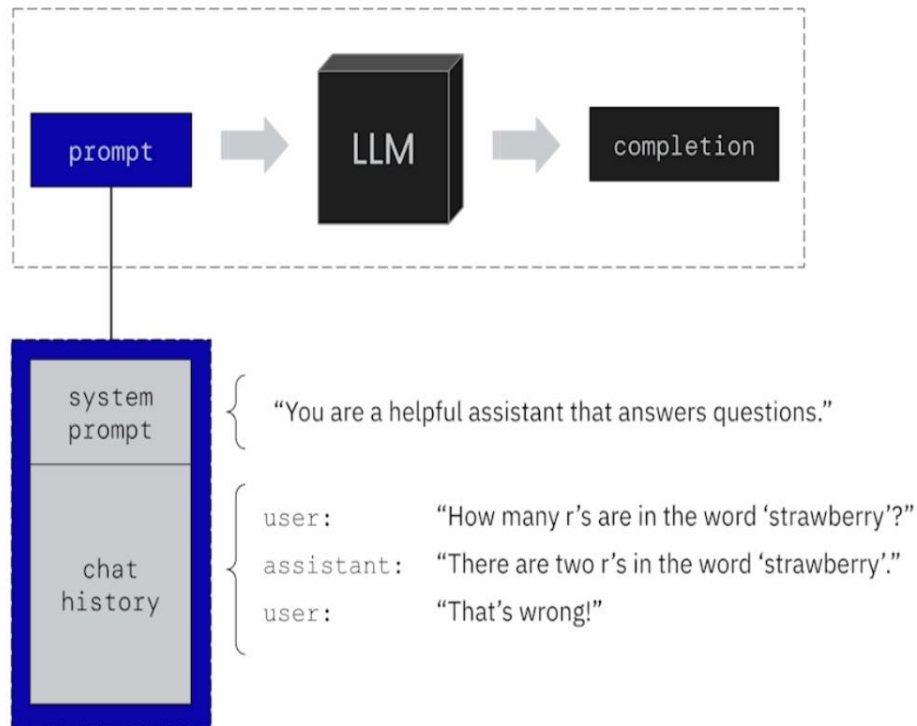 prompt
LLM
completion
system
prompt
“You are a helpful assistant that answers questions.”
chat
history
user: “How many r’s are in the word ‘strawberry’?”
assistant: “There are two r’s in the word ‘strawberry’.”
user: “That’s wrong!”